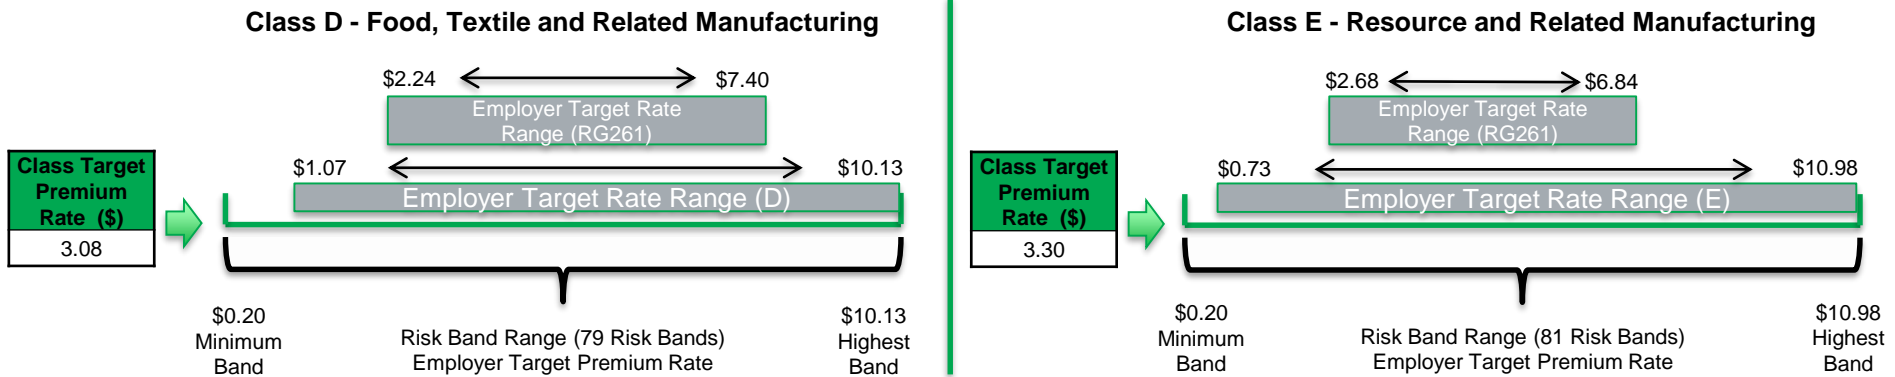 Class D - Food, Textile and Related Manufacturing
$2.24
$7.40
Employer Target Rate
Range (RG261)
$1.07
$10.13
Employer Target Rate Range (D)
Class Target
Premium
Rate ($)
3.08
$0.20
Minimum
Band
Risk Band Range (79 Risk Bands)
Employer Target Premium Rate
$10.13
Highest
Band
Class E - Resource and Related Manufacturing
$2.68
$6.84
Employer Target Rate
Range (RG261)
$0.73
$10.98
Employer Target Rate Range (E)
Class Target
Premium
Rate ($)
3.30
$0.20
Minimum
Band
Risk Band Range (81 Risk Bands)
Employer Target Premium Rate
$10.98
Highest
Band